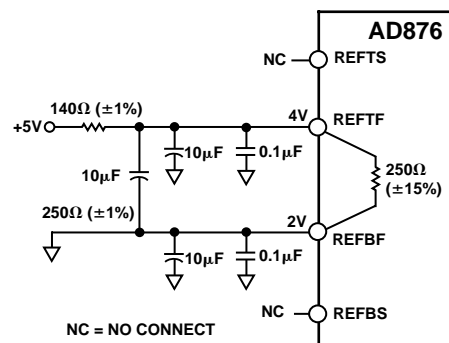 AD876
NC
REFTS
140Ω (±1%)
4V
REFTF
+5V
10µF
0.1µF
250Ω
(±15%)
10µF
250Ω (±1%)
2V
REFBF
10µF
0.1µF
NC
REFBS
NC = NO CONNECT